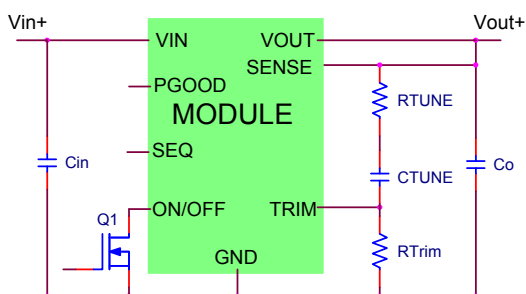 Vin+ Vout+
VIN VOUT
SENSE
PGOOD RTUNE
MODULE
SEQ Cin CTUNE Co
ON/OFF TRIM
Q1
GND RTrim